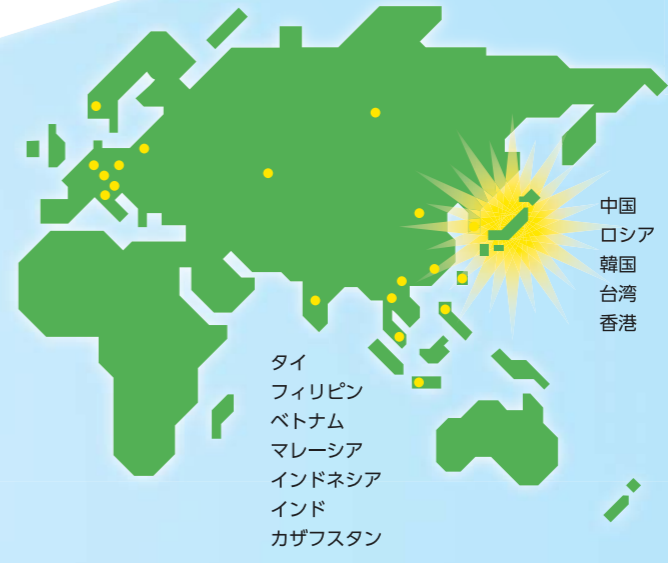 中国
ロシア
韓国
台湾
香港
タイ
フィリピン
ベトナム
マレーシア
インドネシア
インド
カザフスタン